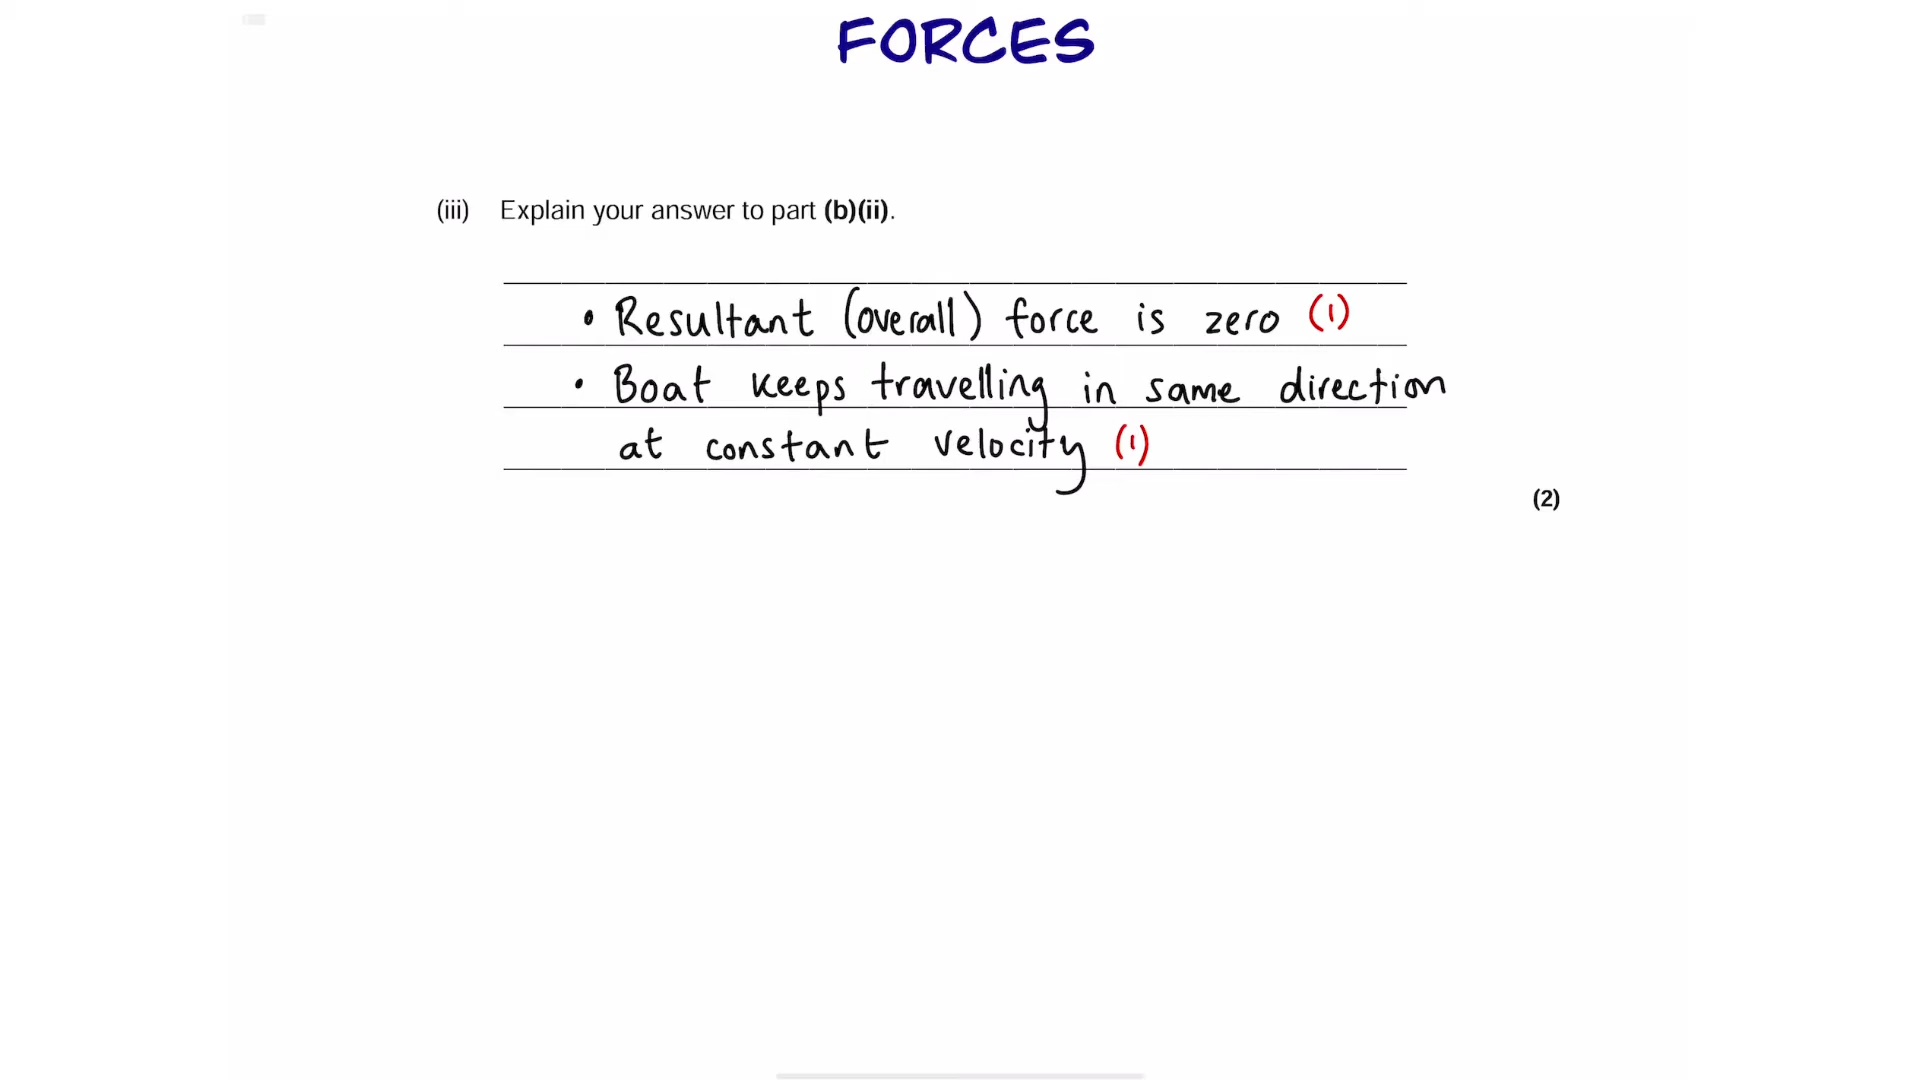 FORCES
(iii) Explain your answer to part (b)(ii).
• Resultant (overall) force is zero (1)
• Boat keeps travelling in same direction
at constant velocity (1)
(2)